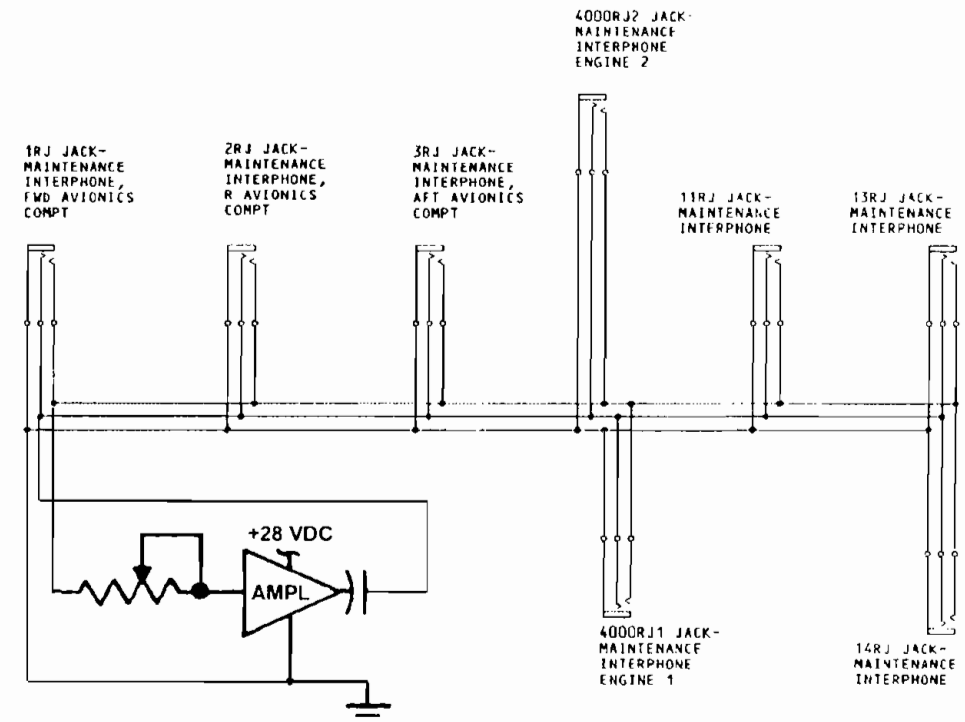 4000RJ2 JACK-
MAINTENANCE
INTERPHONE
ENGINE 2
1RJ JACK-
MAINTENANCE
INTERPHONE,
FWD AVIONICS
COMPT
2RJ JACK-
MAINTENANCE
INTERPHONE,
R AVIONICS
COMPT
3RJ JACK-
MAINTENANCE
INTERPHONE,
AFT AVIONICS
COMPT
11RJ JACK-
MAINTENANCE
INTERPHONE
13RJ JACK-
MAINTENANCE
INTERPHONE
+28 VDC
AMPL
4000RJ1 JACK-
MAINTENANCE
INTERPHONE
ENGINE 1
14RJ JACK-
MAINTENANCE
INTERPHONE